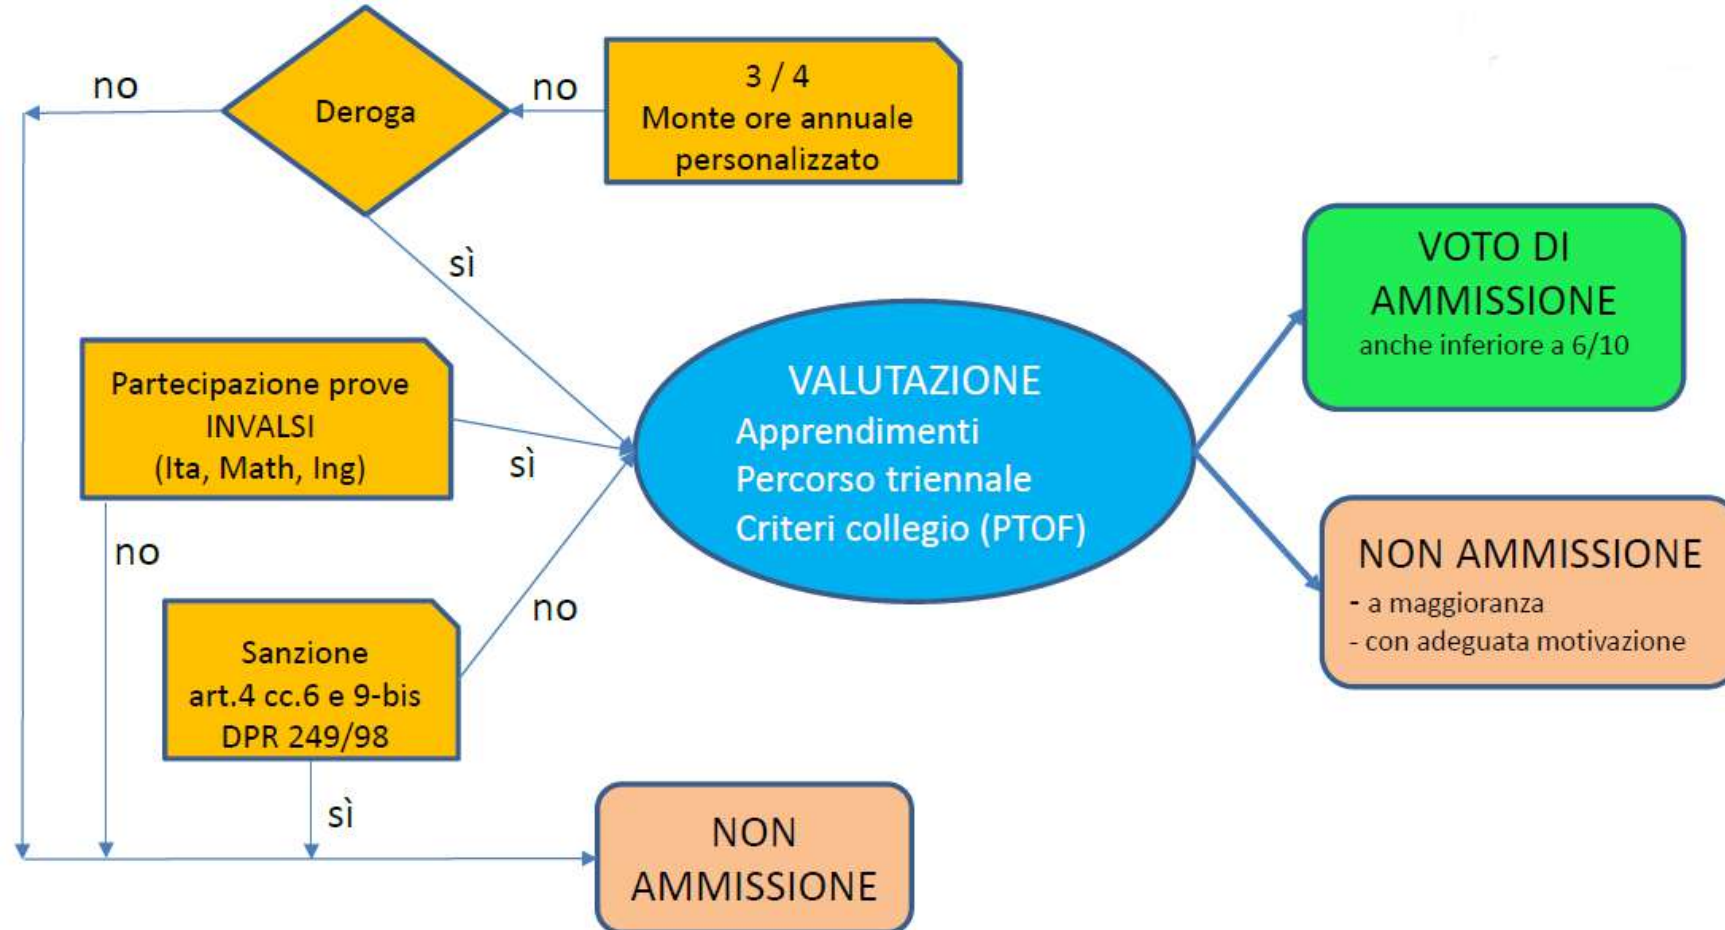 no
Deroga
no
3 / 4
Monte ore annuale
personalizzato
sì
VOTO DI
AMMISSIONE
anche inferiore a 6/10
Partecipazione prove
INVALSI
(Ita, Math, Ing)
sì
no
VALUTAZIONE
Apprendimenti
Percorso triennale
Criteri collegio (PTOF)
NON AMMISSIONE
- a maggioranza
- con adeguata motivazione
Sanzione
art.4 cc.6 e 9-bis
DPR 249/98
no
sì
NON
AMMISSIONE